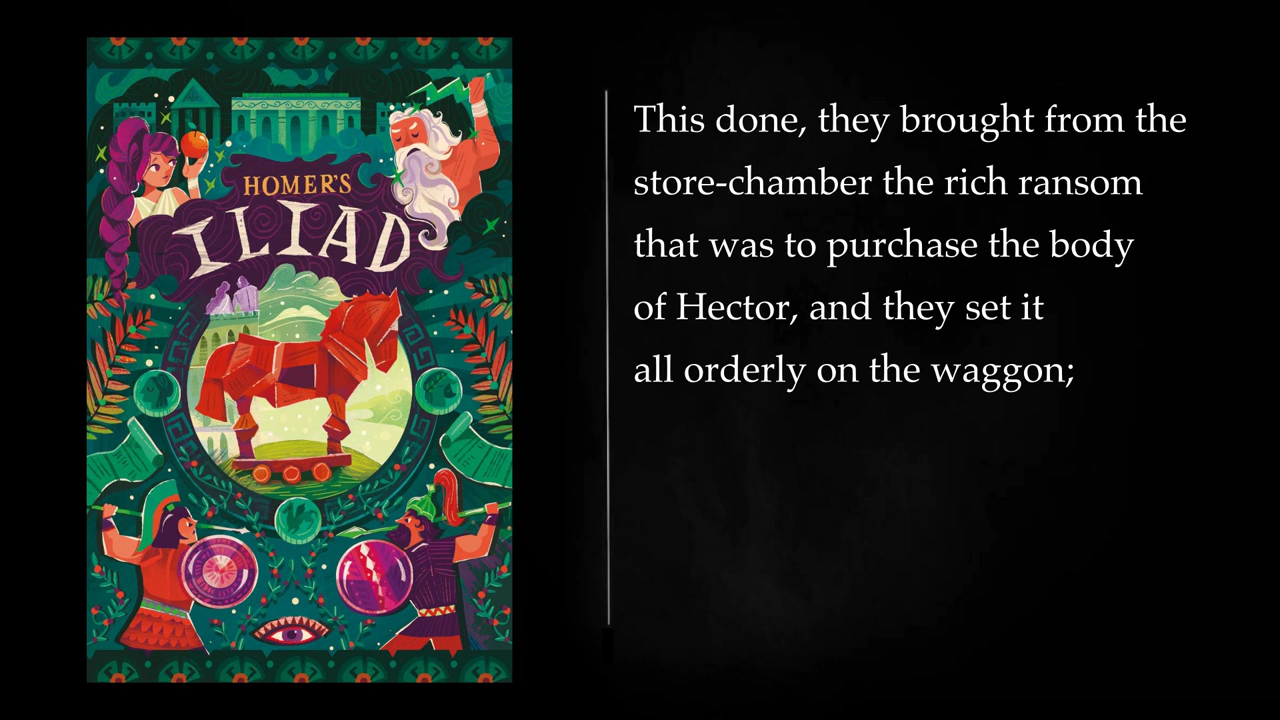 HOMER'S
ILIAD
This done, they brought from the
store-chamber the rich ransom
that was to purchase the body
of Hector, and they set it
all orderly on the waggon;